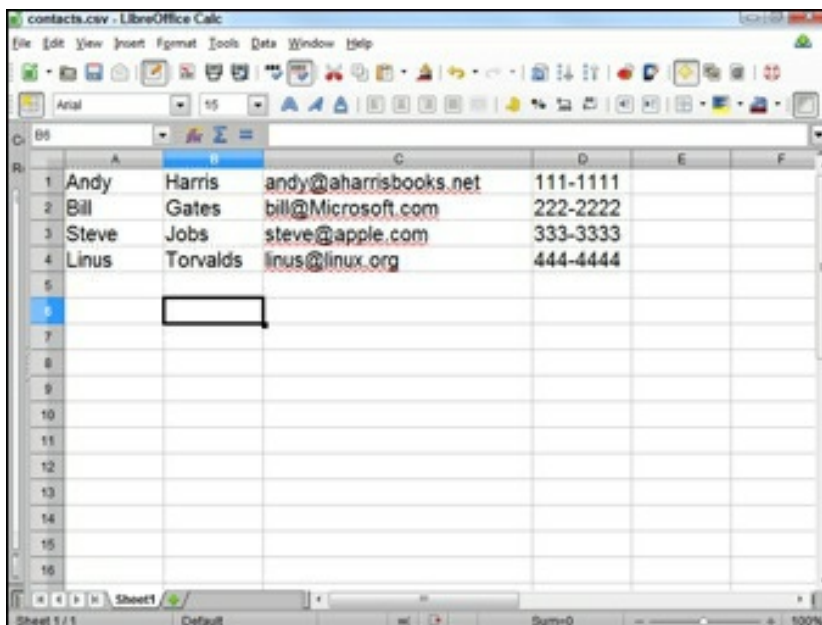 contacts.csv - LibreOffice Calc
File Edit View Insert Format Tools Data Window Help
Arial 15
B6
A B C D E F
1 Andy Harris andy@aharrisbooks.net 111-1111
2 Bill Gates bill@Microsoft.com 222-2222
3 Steve Jobs steve@apple.com 333-3333
4 Linus Torvalds linus@linux.org 444-4444
5
6
7
8
9
10
11
12
13
14
15
16
Sheet1
Sheet 1 / 1 Default Sum=0 100%